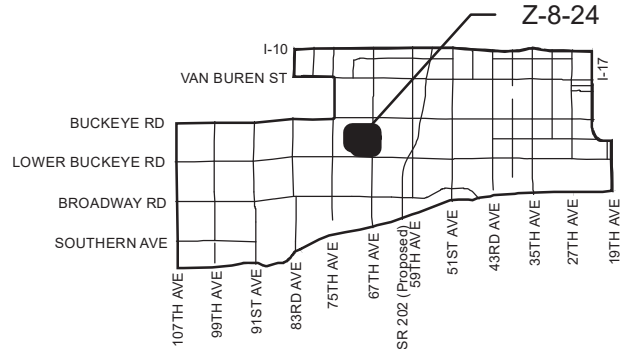 Z-8-24
I-10
I-17
VAN BUREN ST
BUCKEYE RD
LOWER BUCKEYE RD
BROADWAY RD
SOUTHERN AVE
107TH AVE
99TH AVE
91ST AVE
83RD AVE
75TH AVE
67TH AVE
SR 202 (Proposed)
59TH AVE
51ST AVE
43RD AVE
35TH AVE
27TH AVE
19TH AVE